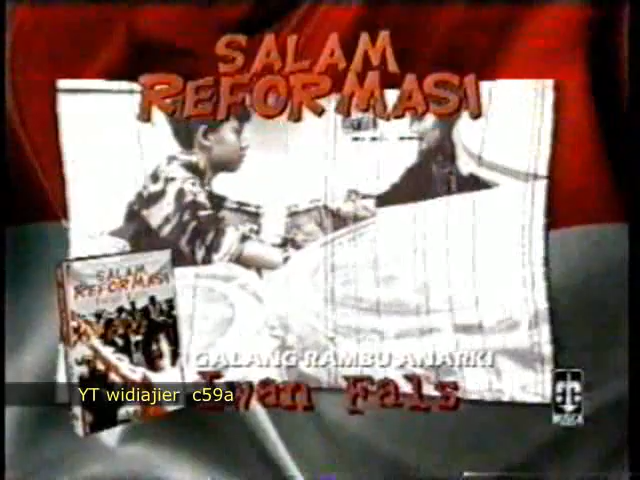 SALAM
REFORMASI
SALAM
REFORMASI
GALANG RAMBU ANARKI
Iwan Fals
YT widiajier c59a
MUSICA